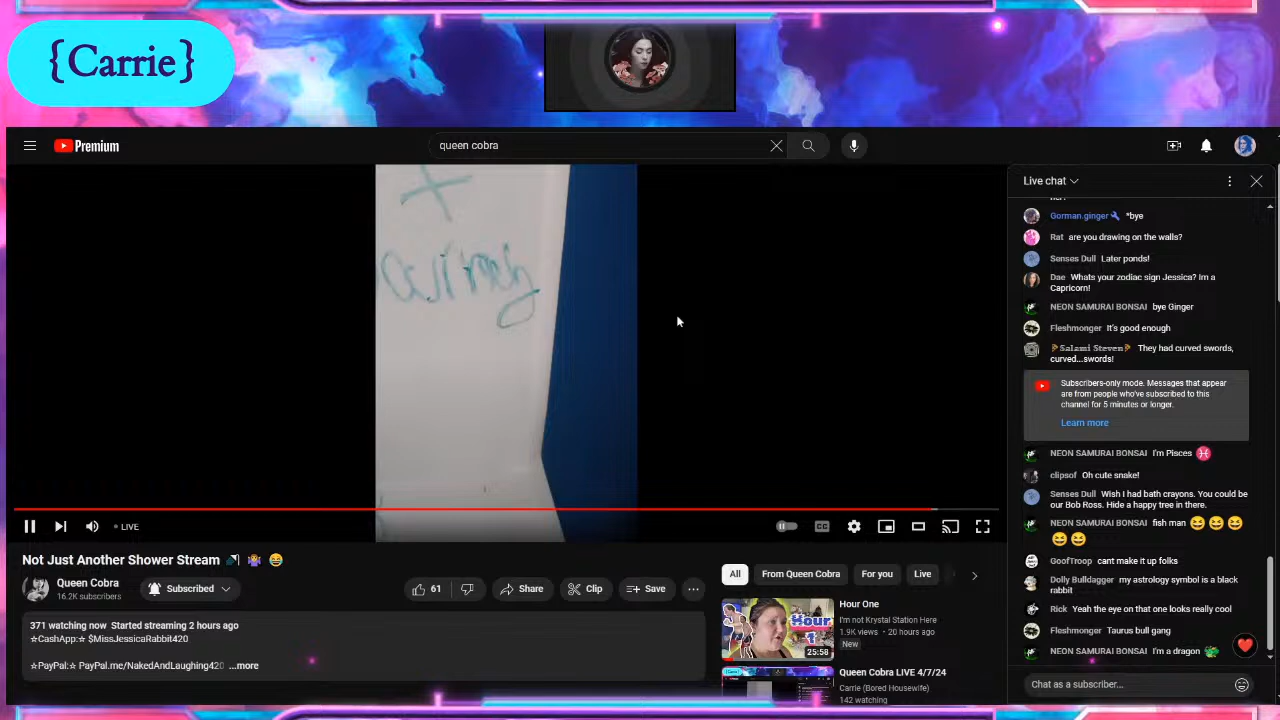 {Carrie}
Premium
queen cobra
+
LIVE
Not Just Another Shower Stream
Queen Cobra
16.2K subscribers
Subscribed
61
Share
Clip
Save
371 watching now Started streaming 2 hours ago
☆CashApp:☆ $MissJessicaRabbit420
☆PayPal:☆ PayPal.me/NakedAndLaughing420 ...more
All
From Queen Cobra
For you
Live
Hour One
I'm not Krystal Station Here
1.9K views • 20 hours ago
New
Hour
1
25:58
Queen Cobra LIVE 4/7/24
Carrie (Bored Housewife)
142 watching
{Carrie}
Live chat
her?
Gorman.ginger *bye
Rat are you drawing on the walls?
Senses Dull Later ponds!
Dae Whats your zodiac sign Jessica? Im a
Capricorn!
NEON SAMURAI BONSAI bye Ginger
Fleshmonger It's good enough
Salami Steven They had curved swords,
curved...swords!
Subscribers-only mode. Messages that appear
are from people who've subscribed to this
channel for 5 minutes or longer.
Learn more
NEON SAMURAI BONSAI I'm Pisces
clipsof Oh cute snake!
Senses Dull Wish I had bath crayons. You could be
our Bob Ross. Hide a happy tree in there.
NEON SAMURAI BONSAI fish man
GoofTroop cant make it up folks
Dolly Bulldagger my astrology symbol is a black
rabbit
Rick Yeah the eye on that one looks really cool
Fleshmonger Taurus bull gang
NEON SAMURAI BONSAI I'm a dragon
Chat as a subscriber...